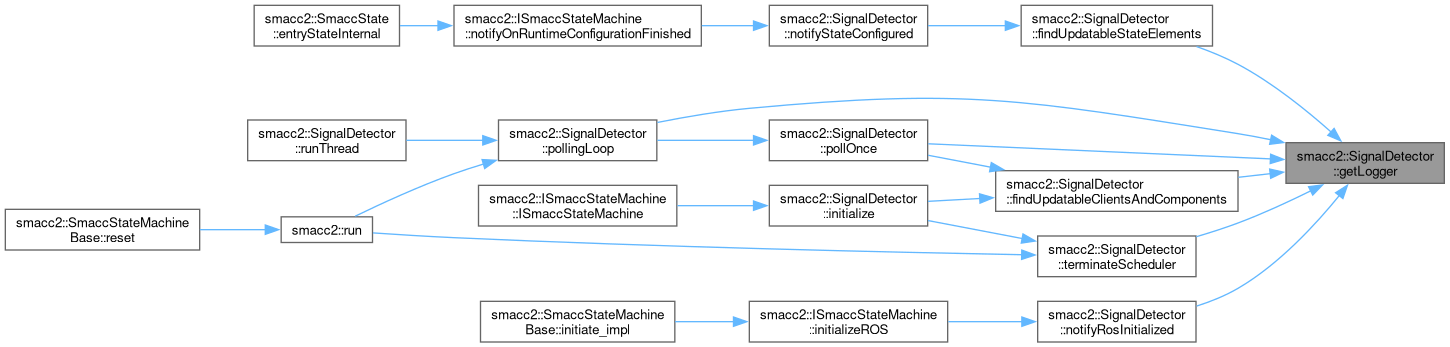 smacc2::SmaccState
::entryStateInternal
smacc2::ISmaccStateMachine
::notifyOnRuntimeConfigurationFinished
smacc2::SignalDetector
::notifyStateConfigured
smacc2::SignalDetector
::findUpdatableStateElements
smacc2::SignalDetector
::runThread
smacc2::SignalDetector
::pollingLoop
smacc2::SignalDetector
::pollOnce
smacc2::SignalDetector
::getLogger
smacc2::ISmaccStateMachine
::ISmaccStateMachine
smacc2::SignalDetector
::initialize
smacc2::SignalDetector
::findUpdatableClientsAndComponents
smacc2::SmaccStateMachine
Base::reset
smacc2::run
smacc2::SignalDetector
::terminateScheduler
smacc2::SmaccStateMachine
Base::initiate_impl
smacc2::ISmaccStateMachine
::initializeROS
smacc2::SignalDetector
::notifyRosInitialized